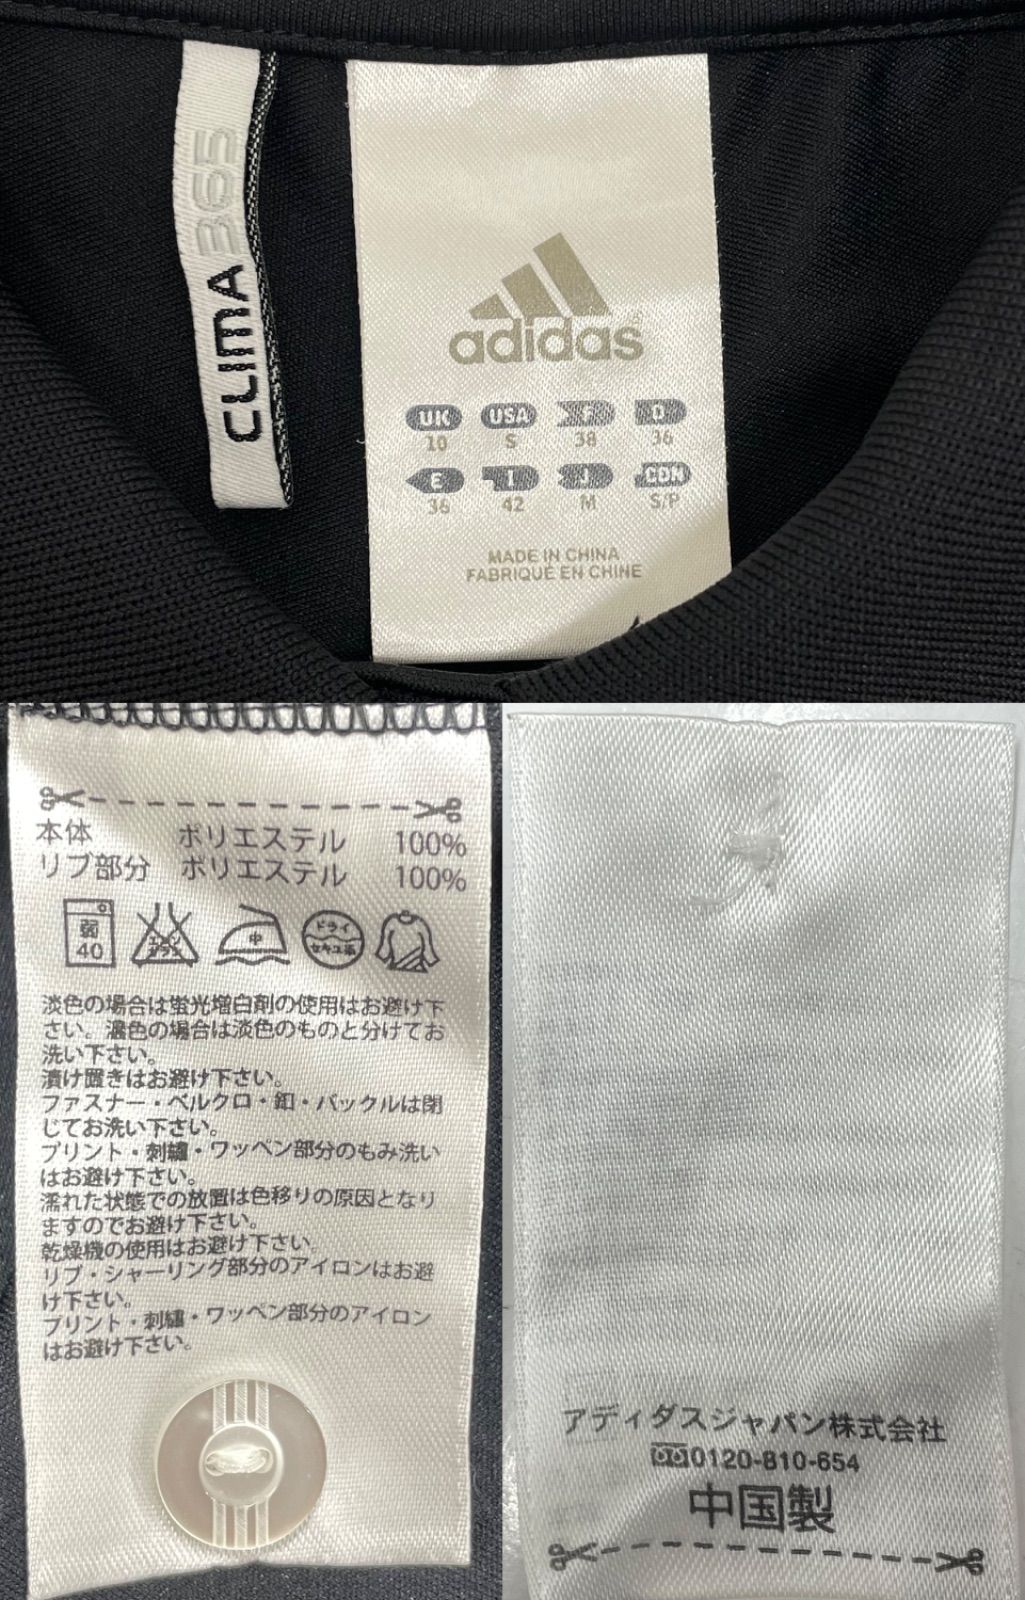 CLIMA365
adidas
UK USA F D
10 S 38 36
E I J CDN
36 42 M S/P
MADE IN CHINA
FABRIQUÉ EN CHINE
本体 ポリエステル 100%
リブ部分 ポリエステル 100%
弱
40
エンソ
サラシ
中
ドライ
セキユ系
淡色の場合は蛍光増白剤の使用はお避け下
さい。濃色の場合は淡色のものと分けてお
洗い下さい。
漬け置きはお避け下さい。
ファスナー・ベルクロ・釦・バックルは閉
じてお洗い下さい。
プリント・刺繍・ワッペン部分のもみ洗い
はお避け下さい。
濡れた状態での放置は色移りの原因となり
ますのでお避け下さい。
乾燥機の使用はお避け下さい。
リブ・シャーリング部分のアイロンはお避
け下さい。
プリント・刺繍・ワッペン部分のアイロン
はお避け下さい。
アディダスジャパン株式会社
0120-810-654
中国製